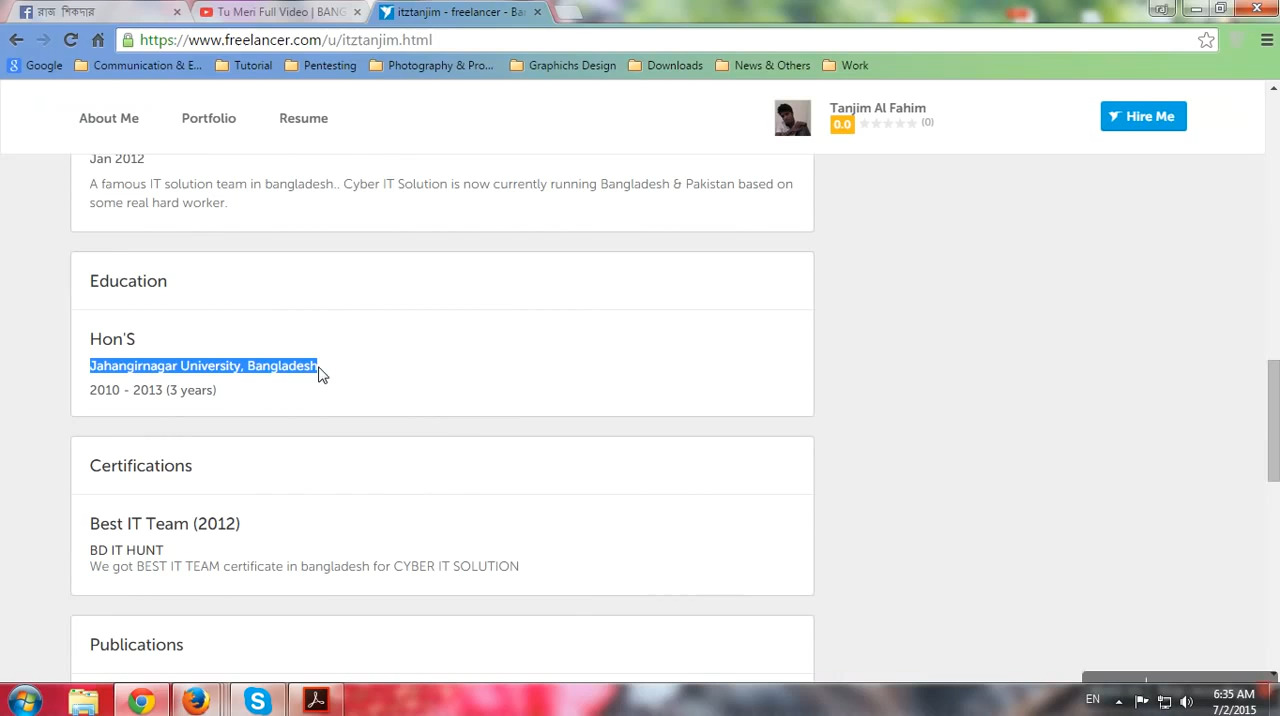 রাজ শিকদার
Tu Meri Full Video | BANG
itztanjim - freelancer - Ba
https://www.freelancer.com/u/itztanjim.html
Google
Communication & E...
Tutorial
Pentesting
Photography & Pro...
Graphichs Design
Downloads
News & Others
Work
About Me
Portfolio
Resume
Tanjim Al Fahim
0.0
(0)
Hire Me
Jan 2012
A famous IT solution team in bangladesh.. Cyber IT Solution is now currently running Bangladesh & Pakistan based on
some real hard worker.
Education
Hon'S
Jahangirnagar University, Bangladesh
2010 - 2013 (3 years)
Certifications
Best IT Team (2012)
BD IT HUNT
We got BEST IT TEAM certificate in bangladesh for CYBER IT SOLUTION
Publications
EN
6:35 AM
7/2/2015